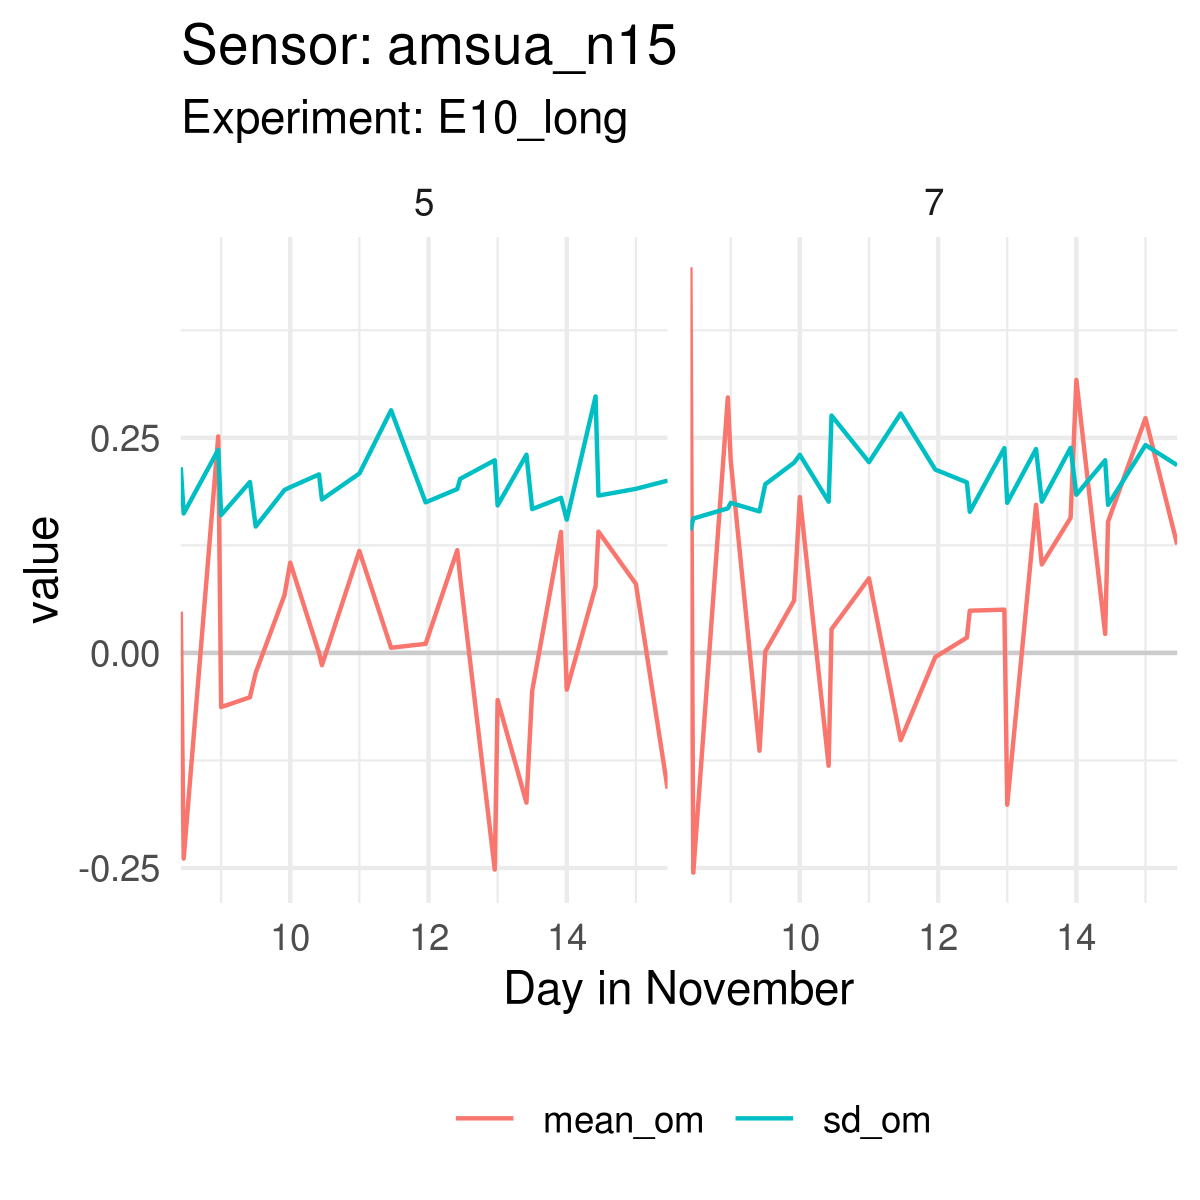 Sensor: amsua_n15
Experiment: E10_long
5 7
value
0.25
0.00
-0.25
10 12 14 10 12 14
Day in November
mean_om sd_om